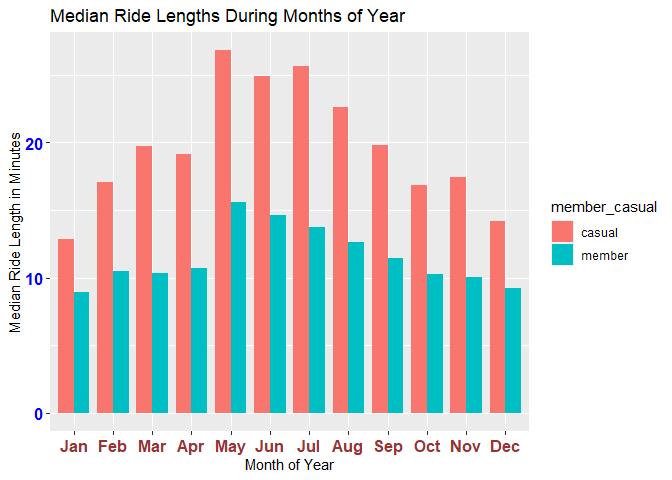 Median Ride Lengths During Months of Year
Median Ride Length in Minutes
20
10
0
Jan Feb Mar Apr May Jun Jul Aug Sep Oct Nov Dec
Month of Year
member_casual
casual
member